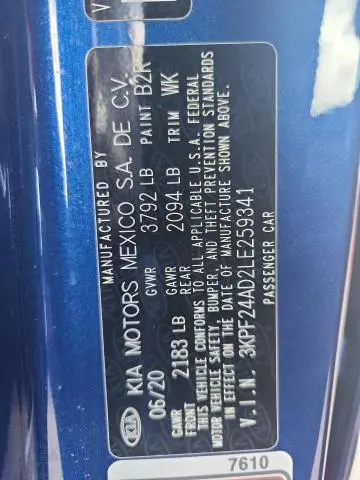 MANUFACTURED BY
KIA KIA MOTORS MEXICO S.A. DE C.V.
06/20 GVWR 3792 LB PAINT B2R
GAWR FRONT 2183 LB GAWR REAR 2094 LB TRIM WK
THIS VEHICLE CONFORMS TO ALL APPLICABLE U.S.A. FEDERAL
MOTOR VEHICLE SAFETY, BUMPER, AND THEFT PREVENTION STANDARDS
IN EFFECT ON THE DATE OF MANUFACTURE SHOWN ABOVE.
V.I.N. 3KPF24AD2LE259341
PASSENGER CAR
7610
V